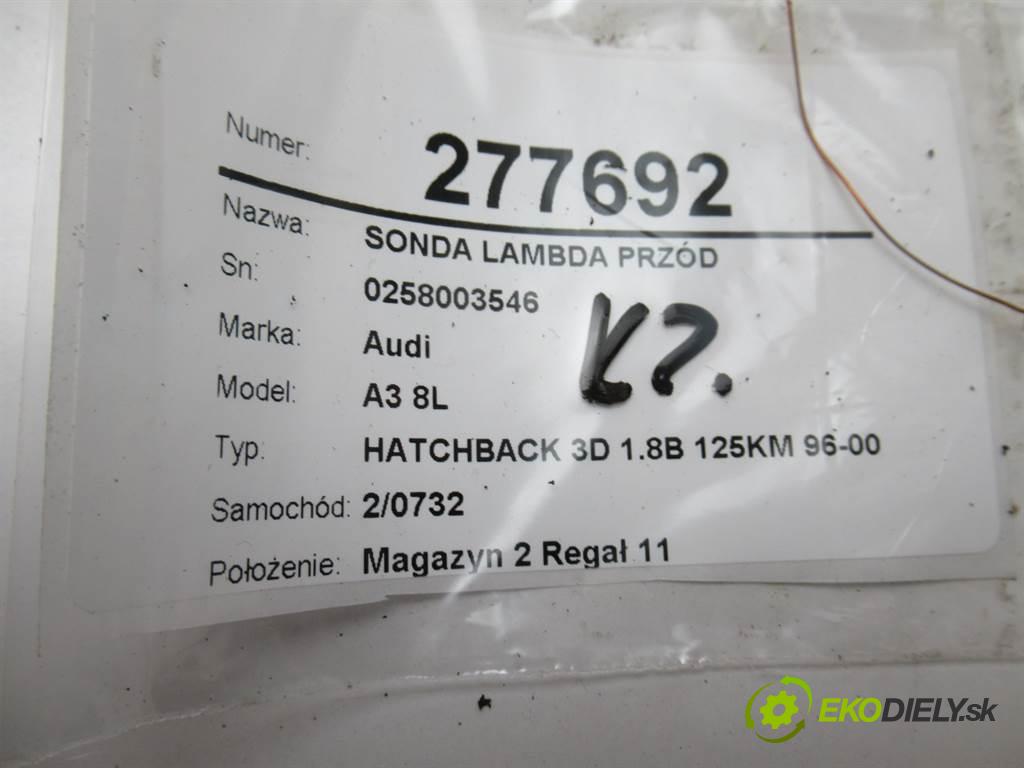 Numer: 277692
Nazwa: SONDA LAMBDA PRZÓD
Sn: 0258003546
Marka: Audi
Model: A3 8L
Typ: HATCHBACK 3D 1.8B 125KM 96-00
Samochód: 2/0732
Położenie: Magazyn 2 Regał 11
K?.
EKODIELY.sk